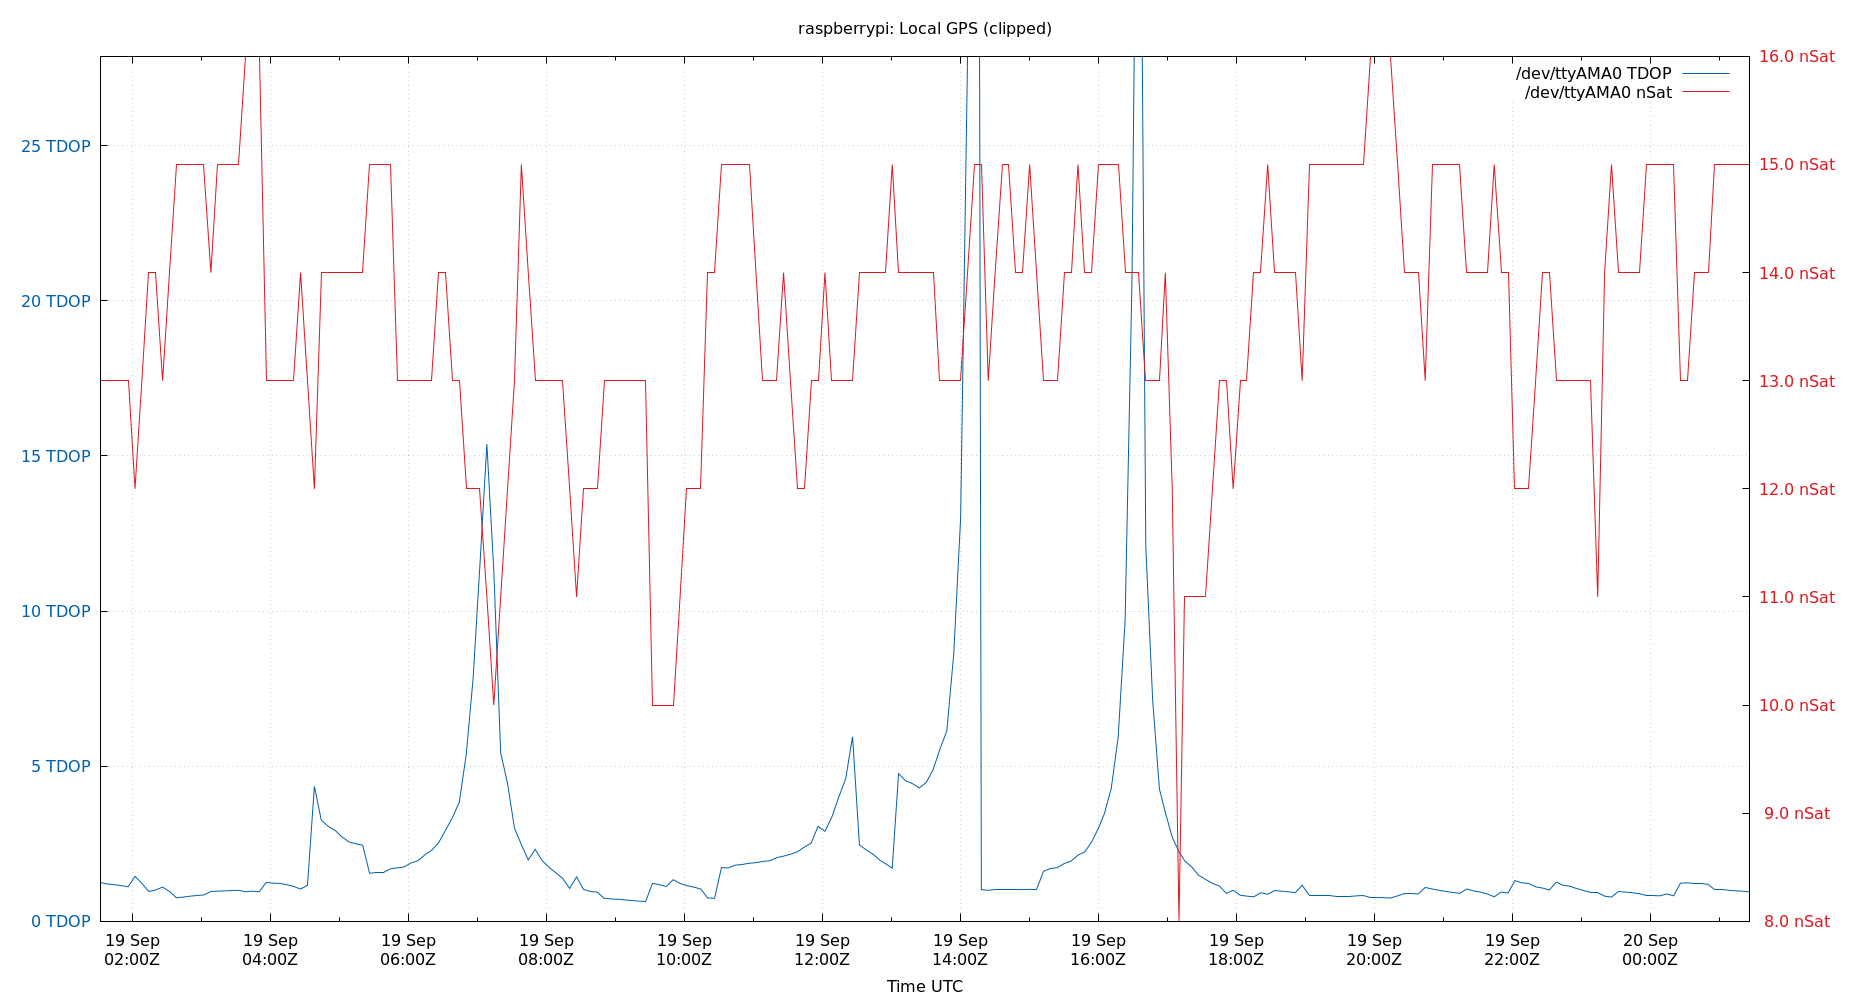 raspberrypi: Local GPS (clipped)
/dev/ttyAMA0 TDOP
/dev/ttyAMA0 nSat
25 TDOP
20 TDOP
15 TDOP
10 TDOP
5 TDOP
0 TDOP
16.0 nSat
15.0 nSat
14.0 nSat
13.0 nSat
12.0 nSat
11.0 nSat
10.0 nSat
9.0 nSat
8.0 nSat
19 Sep 19 Sep 19 Sep 19 Sep 19 Sep 19 Sep 19 Sep 19 Sep 19 Sep 19 Sep 19 Sep 20 Sep
02:00Z 04:00Z 06:00Z 08:00Z 10:00Z 12:00Z 14:00Z 16:00Z 18:00Z 20:00Z 22:00Z 00:00Z
Time UTC